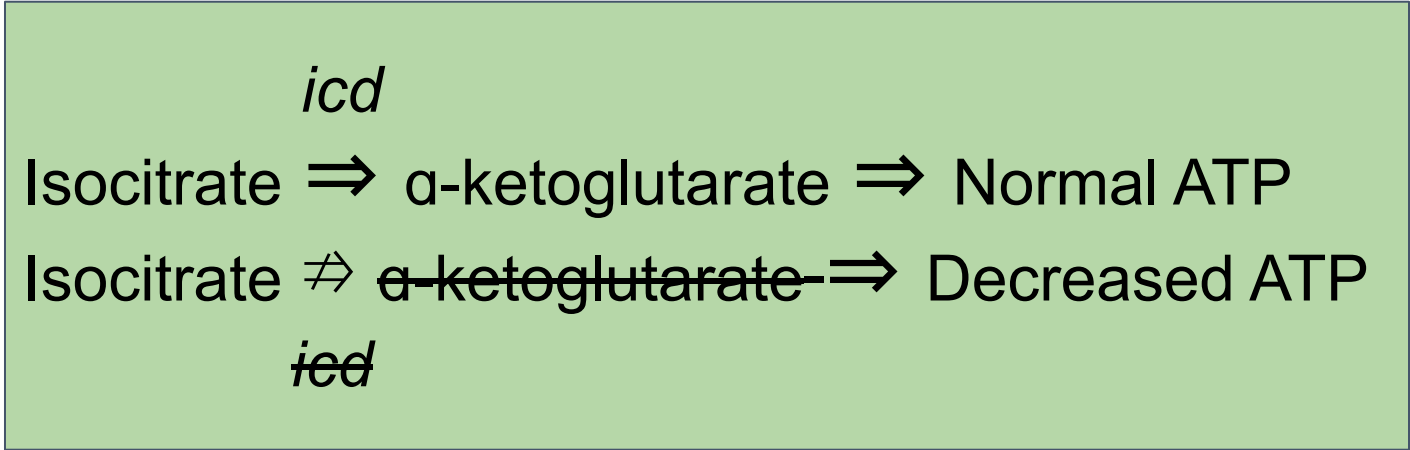 icd
Isocitrate ⇒ ɑ-ketoglutarate ⇒ Normal ATP
Isocitrate ⇏ ɑ-ketoglutarate ⇒ Decreased ATP
icd